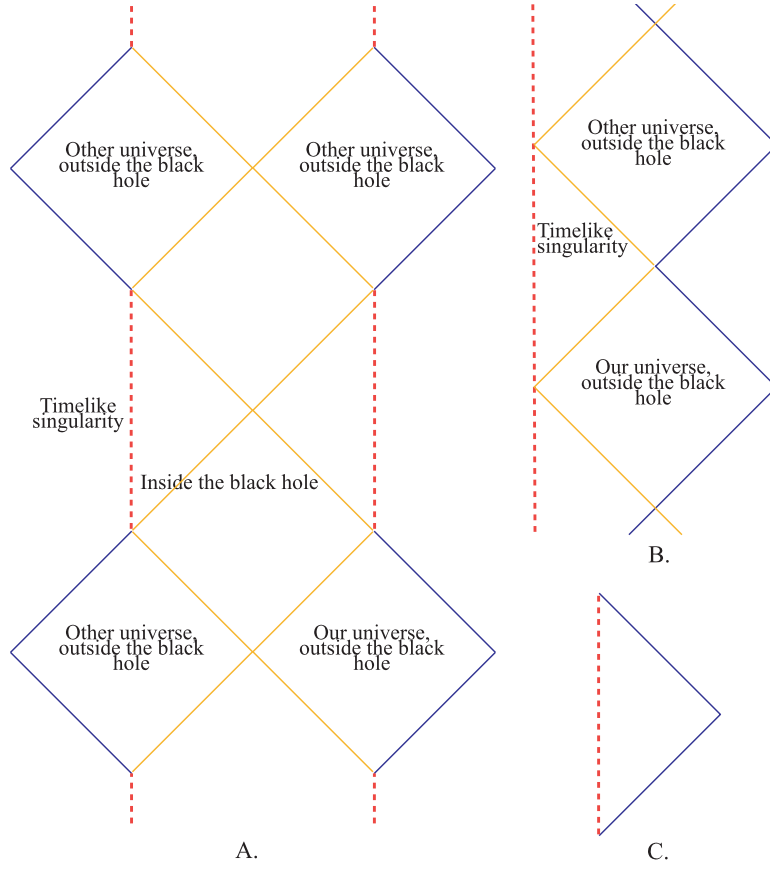 Other universe,
outside the black
hole
Other universe,
outside the black
hole
Other universe,
outside the black
hole
Timelike
singularity
Our universe,
outside the black
hole
Timelike
singularity
Inside the black hole
B.
Other universe,
outside the black
hole
Our universe,
outside the black
hole
A.
C.